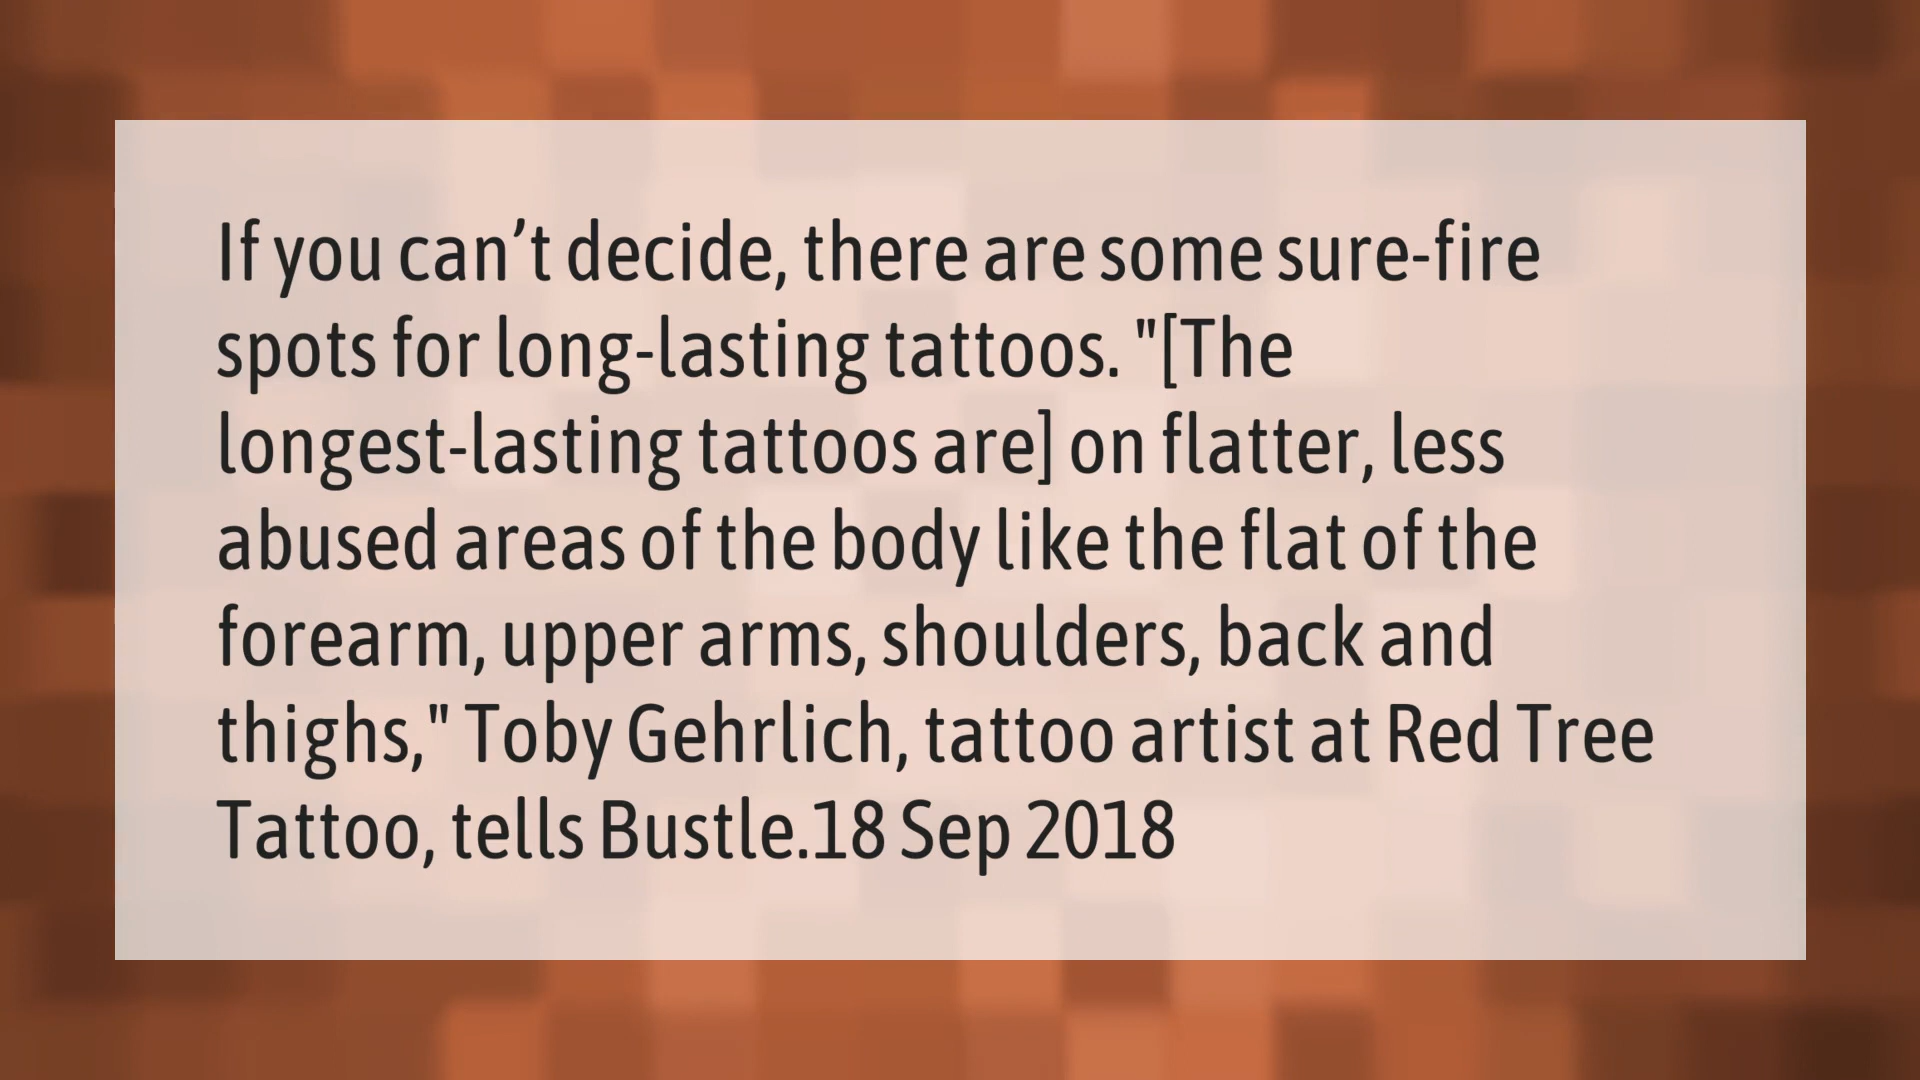 If you can’t decide, there are some sure-fire
spots for long-lasting tattoos. "[The
longest-lasting tattoos are] on flatter, less
abused areas of the body like the flat of the
forearm, upper arms, shoulders, back and
thighs," Toby Gehrlich, tattoo artist at Red Tree
Tattoo, tells Bustle.18 Sep 2018